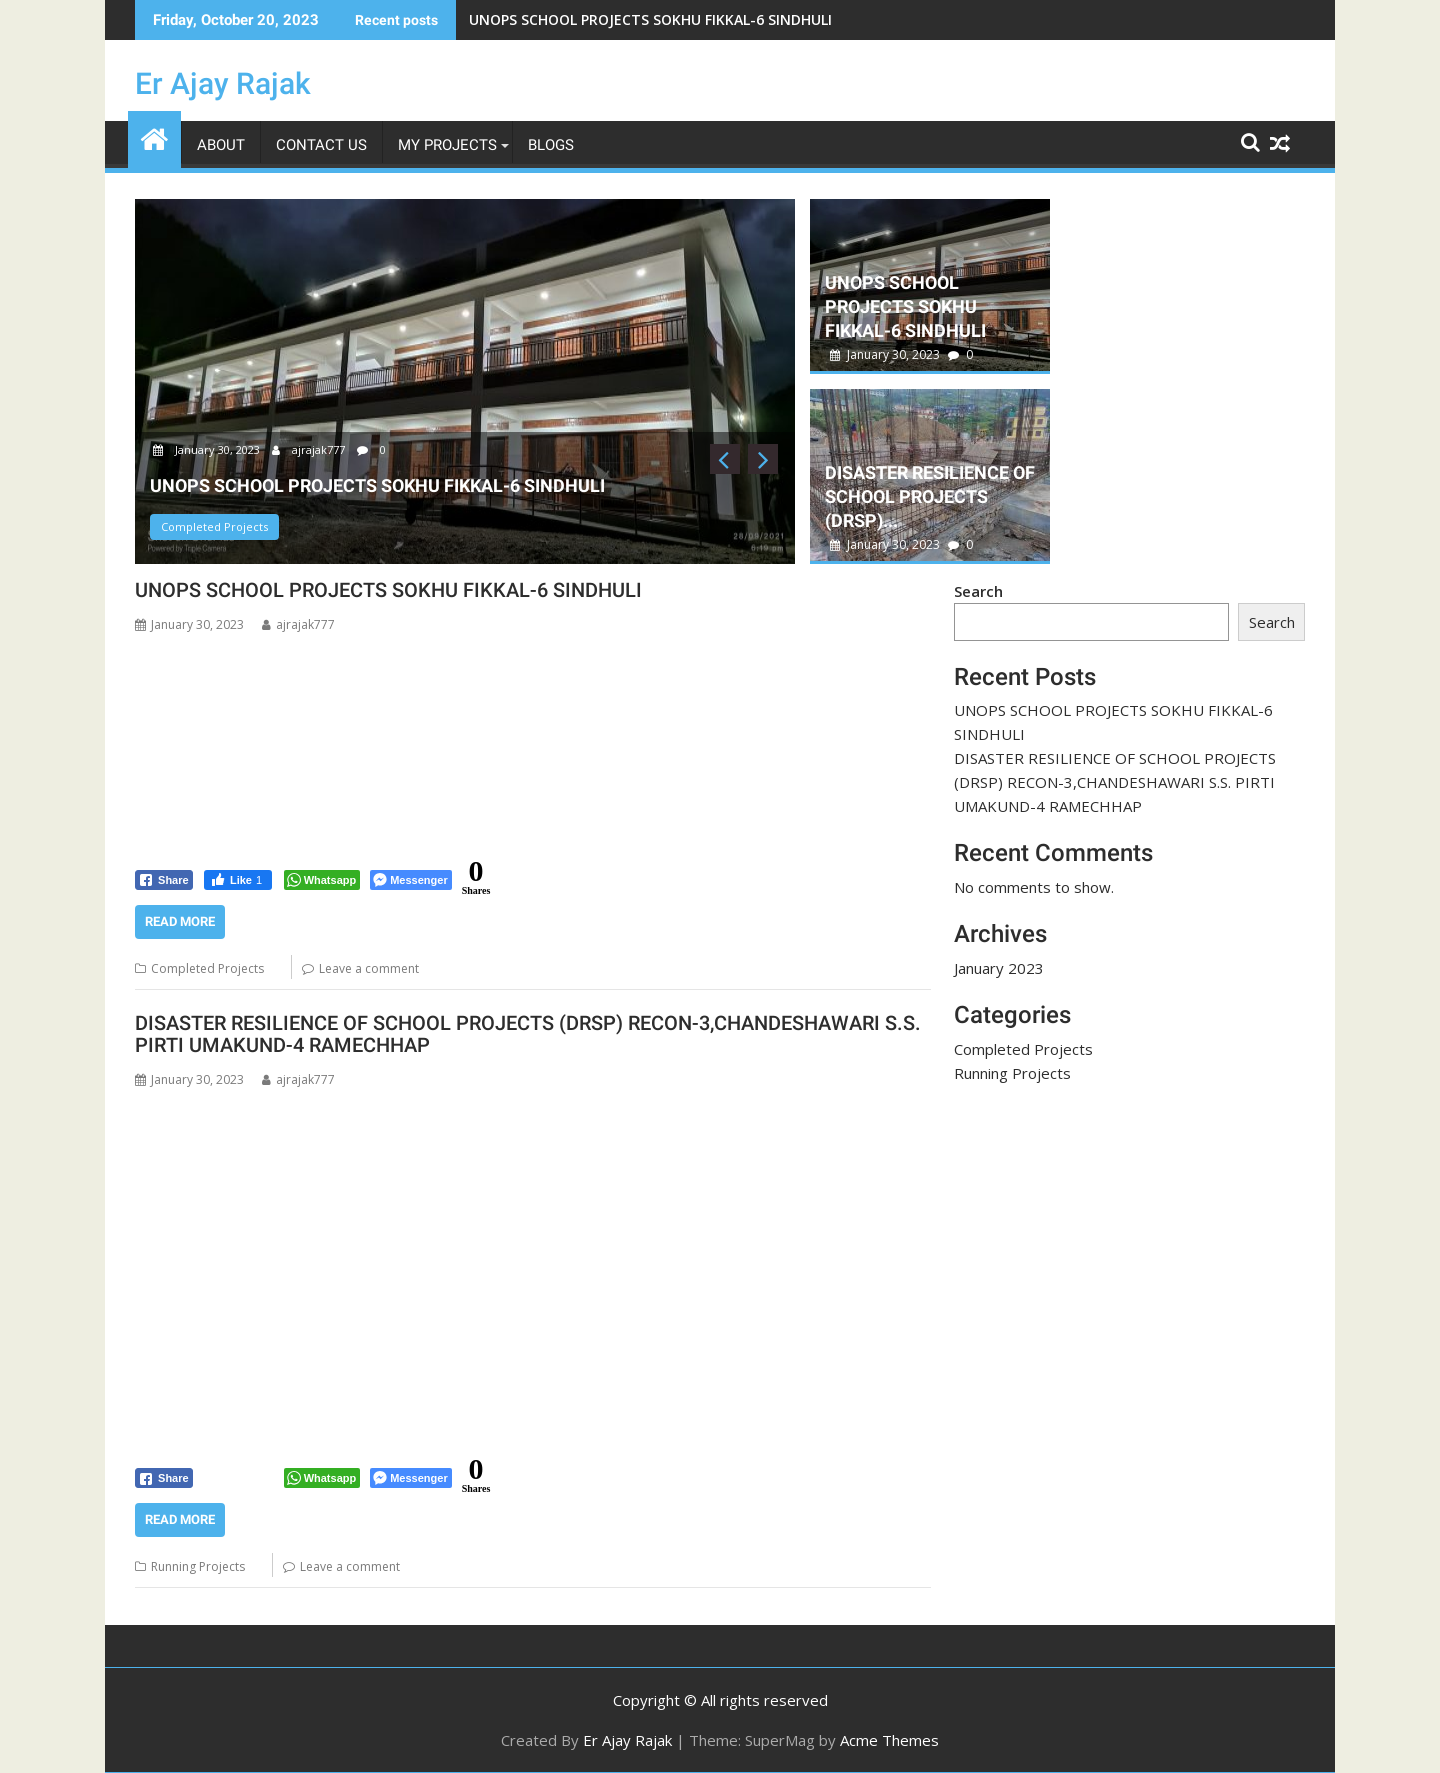 Friday, October 20, 2023
Recent posts
UNOPS SCHOOL PROJECTS SOKHU FIKKAL-6 SINDHULI
Er Ajay Rajak
ABOUT
CONTACT US
MY PROJECTS
BLOGS
January 30, 2023 ajrajak777 0
UNOPS SCHOOL PROJECTS SOKHU FIKKAL-6 SINDHULI
Completed Projects
Powered by Triple Camera
28/09/2021
6:19 pm
UNOPS SCHOOL
PROJECTS SOKHU
FIKKAL-6 SINDHULI
January 30, 2023 0
DISASTER RESILIENCE OF
SCHOOL PROJECTS
(DRSP)...
January 30, 2023 0
UNOPS SCHOOL PROJECTS SOKHU FIKKAL-6 SINDHULI
January 30, 2023 ajrajak777
Share
Like 1
Whatsapp
Messenger
0
Shares
READ MORE
Completed Projects
Leave a comment
DISASTER RESILIENCE OF SCHOOL PROJECTS (DRSP) RECON-3,CHANDESHAWARI S.S.
PIRTI UMAKUND-4 RAMECHHAP
January 30, 2023 ajrajak777
Share
Whatsapp
Messenger
0
Shares
READ MORE
Running Projects
Leave a comment
Search
Search
Recent Posts
UNOPS SCHOOL PROJECTS SOKHU FIKKAL-6
SINDHULI
DISASTER RESILIENCE OF SCHOOL PROJECTS
(DRSP) RECON-3,CHANDESHAWARI S.S. PIRTI
UMAKUND-4 RAMECHHAP
Recent Comments
No comments to show.
Archives
January 2023
Categories
Completed Projects
Running Projects
Copyright © All rights reserved
Created By Er Ajay Rajak | Theme: SuperMag by Acme Themes